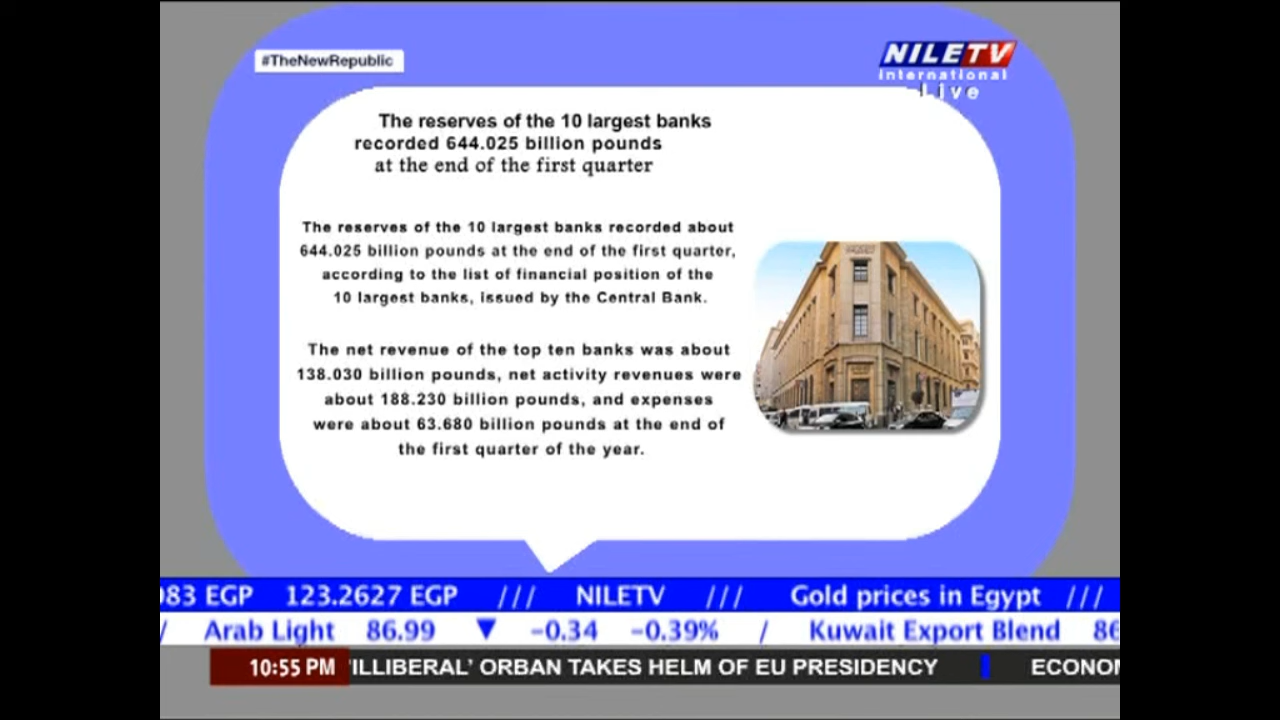 #TheNewRepublic
NILETV
International
Live
The reserves of the 10 largest banks
recorded 644.025 billion pounds
at the end of the first quarter
The reserves of the 10 largest banks recorded about
644.025 billion pounds at the end of the first quarter,
according to the list of financial position of the
10 largest banks, issued by the Central Bank.
The net revenue of the top ten banks was about
138.030 billion pounds, net activity revenues were
about 188.230 billion pounds, and expenses
were about 63.680 billion pounds at the end of
the first quarter of the year.
083 EGP 123.2627 EGP /// NILETV /// Gold prices in Egypt ///
/ Arab Light 86.99 ▼ -0.34 -0.39% / Kuwait Export Blend 86
10:55 PM 'ILLIBERAL' ORBAN TAKES HELM OF EU PRESIDENCY ECONOM